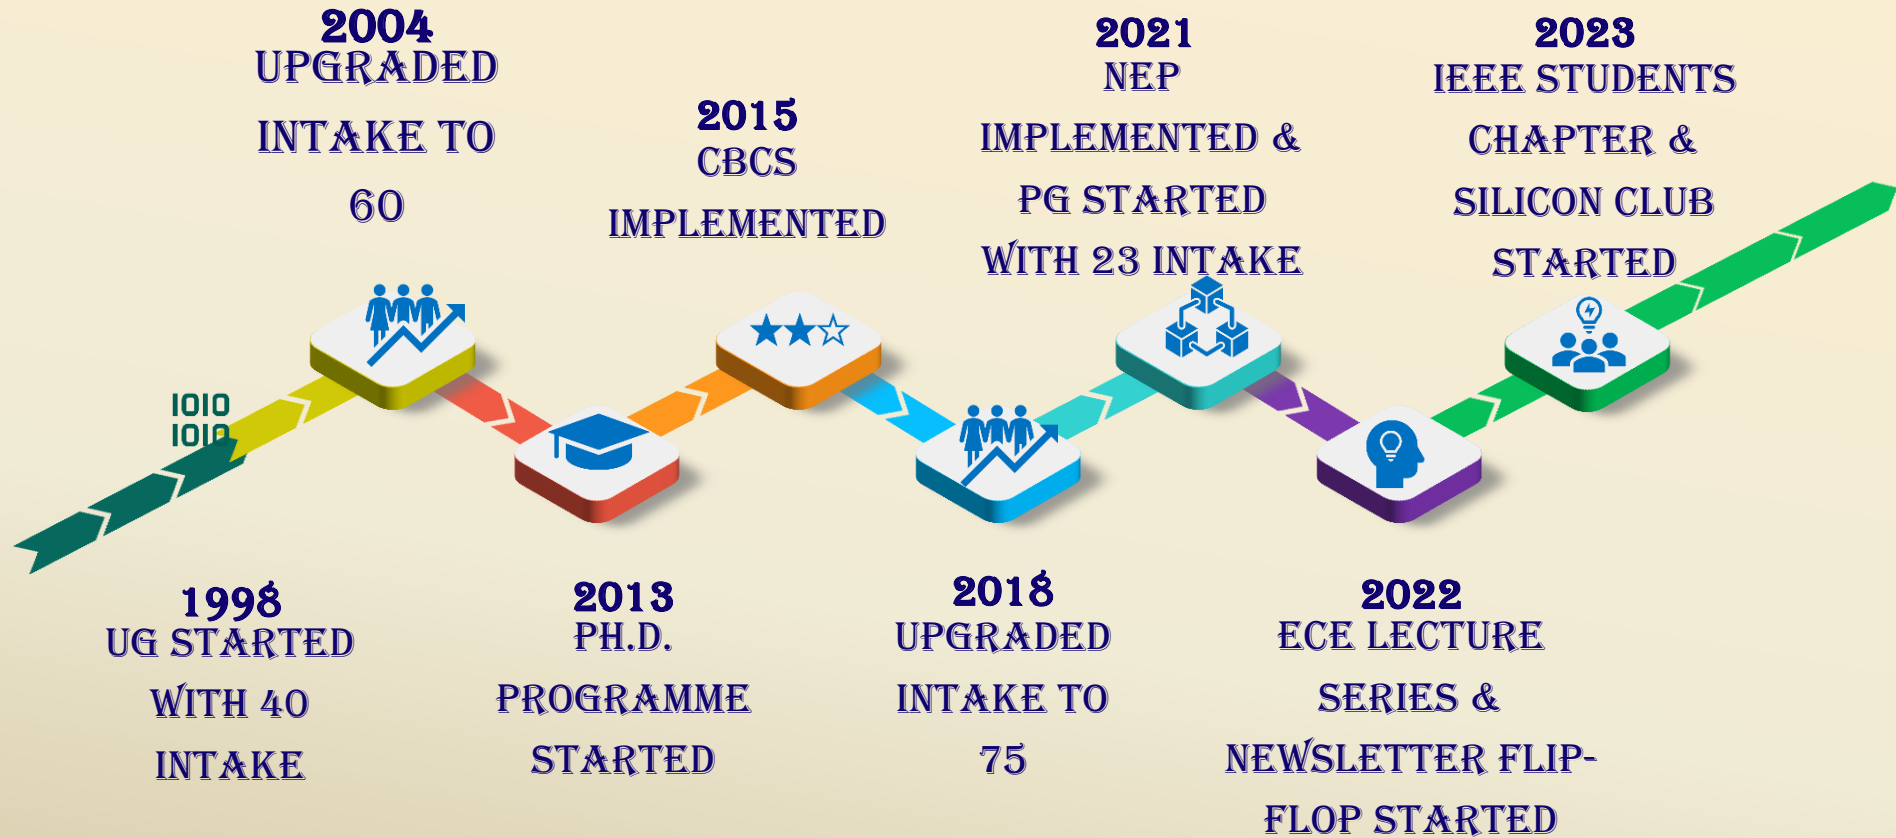 2004
UPGRADED
INTAKE TO
60
2015
CBCS
IMPLEMENTED
2021
NEP
IMPLEMENTED &
PG STARTED
WITH 23 INTAKE
2023
IEEE STUDENTS
CHAPTER &
SILICON CLUB
STARTED
1010
1010
1998
UG STARTED
WITH 40
INTAKE
2013
PH.D.
PROGRAMME
STARTED
2018
UPGRADED
INTAKE TO
75
2022
ECE LECTURE
SERIES &
NEWSLETTER FLIP-
FLOP STARTED